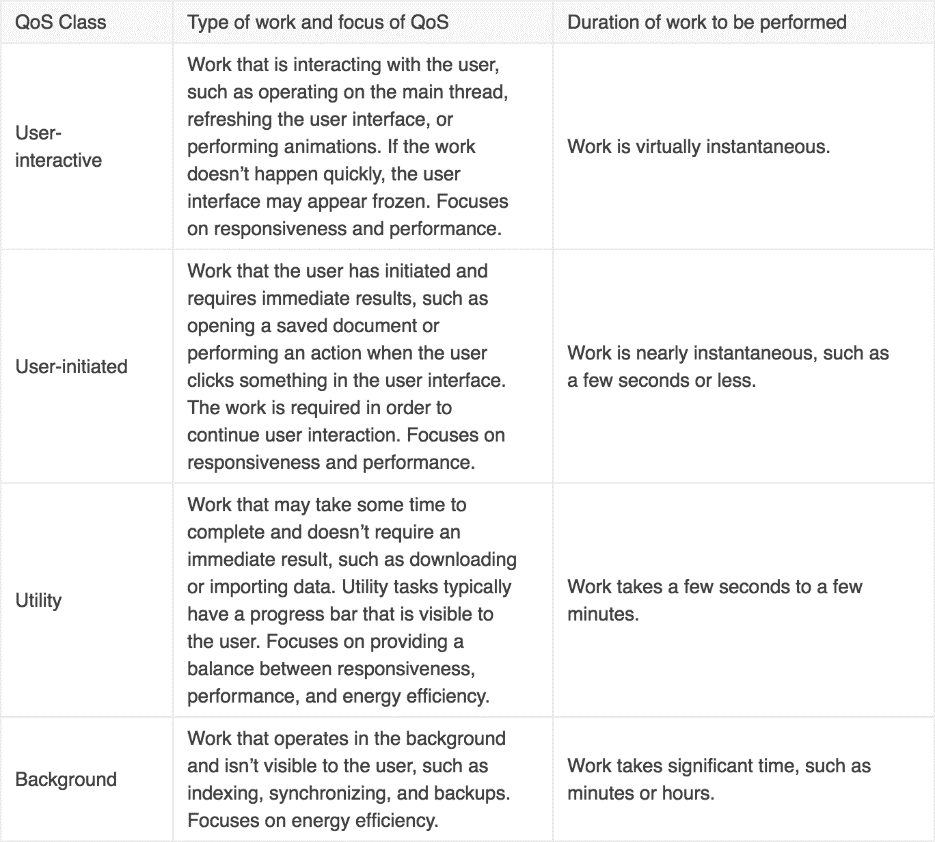 QoS Class
Type of work and focus of QoS
Duration of work to be performed
User-
interactive
Work that is interacting with the user,
such as operating on the main thread,
refreshing the user interface, or
performing animations. If the work
doesn’t happen quickly, the user
interface may appear frozen. Focuses
on responsiveness and performance.
Work is virtually instantaneous.
User-initiated
Work that the user has initiated and
requires immediate results, such as
opening a saved document or
performing an action when the user
clicks something in the user interface.
The work is required in order to
continue user interaction. Focuses on
responsiveness and performance.
Work is nearly instantaneous, such as
a few seconds or less.
Utility
Work that may take some time to
complete and doesn’t require an
immediate result, such as downloading
or importing data. Utility tasks typically
have a progress bar that is visible to
the user. Focuses on providing a
balance between responsiveness,
performance, and energy efficiency.
Work takes a few seconds to a few
minutes.
Background
Work that operates in the background
and isn’t visible to the user, such as
indexing, synchronizing, and backups.
Focuses on energy efficiency.
Work takes significant time, such as
minutes or hours.